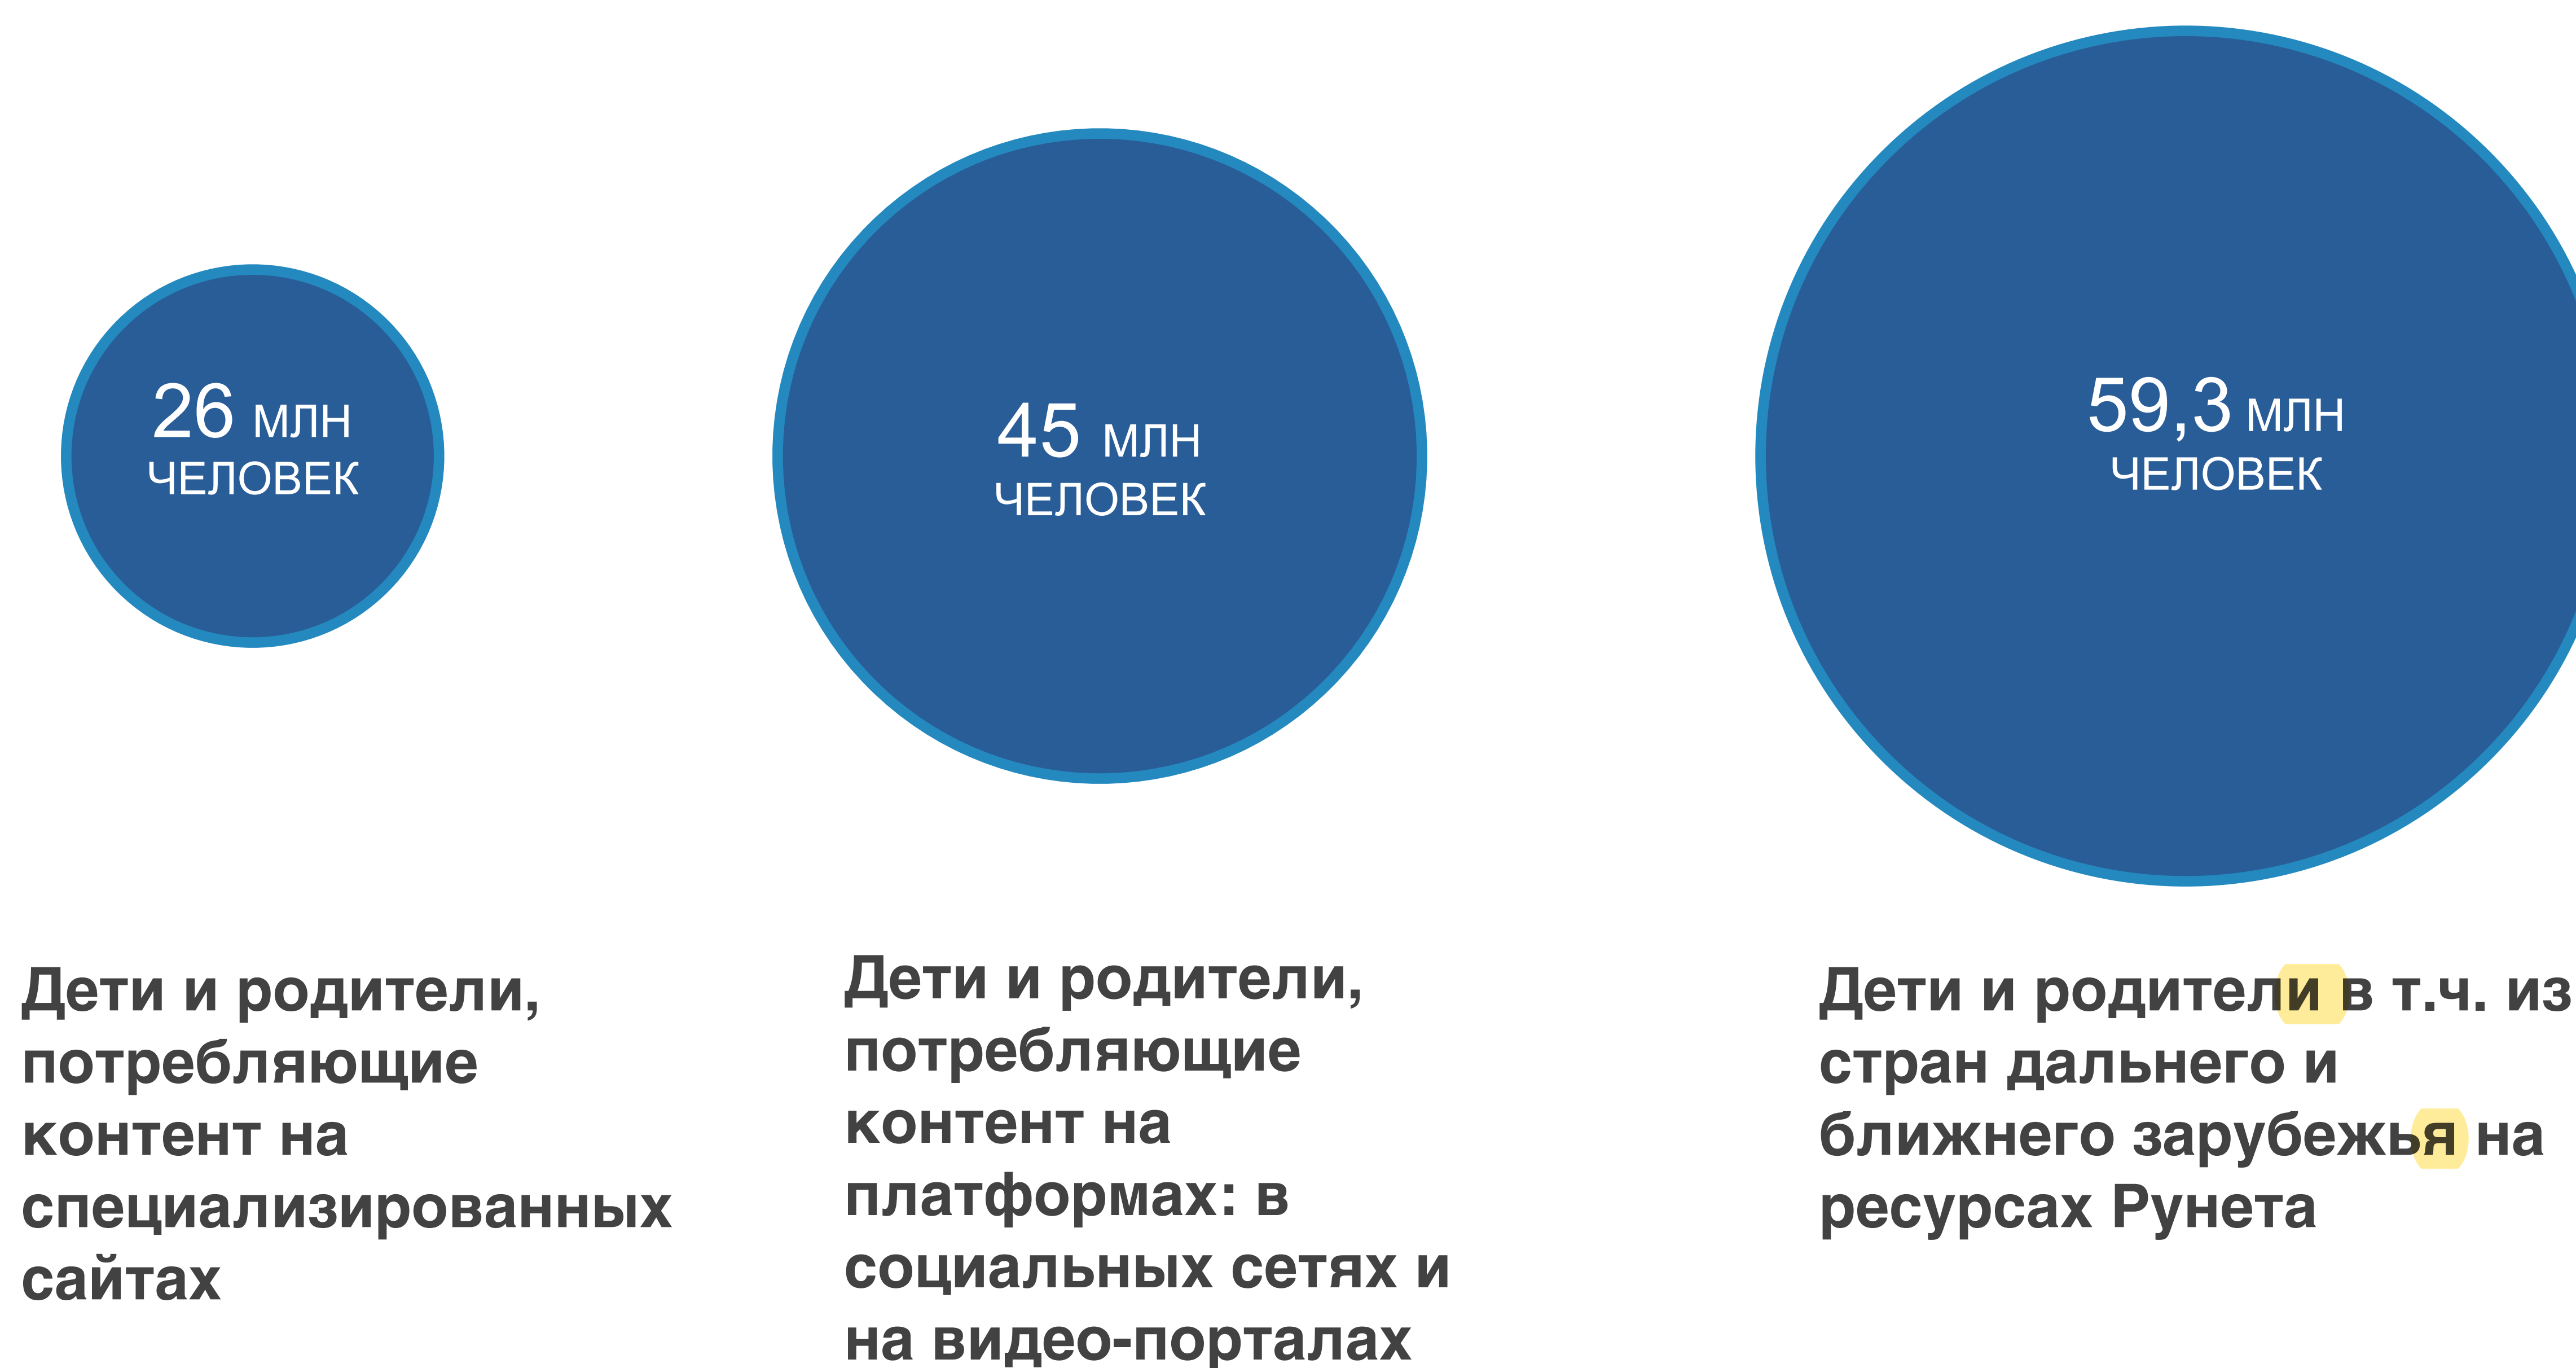 26 МЛН
ЧЕЛОВЕК
45 МЛН
ЧЕЛОВЕК
59,3 МЛН
ЧЕЛОВЕК
Дети и родители,
потребляющие
контент на
специализированных
сайтах
Дети и родители,
потребляющие
контент на
платформах: в
социальных сетях и
на видео-порталах
Дети и родители в т.ч. из
стран дальнего и
ближнего зарубежья на
ресурсах Рунета